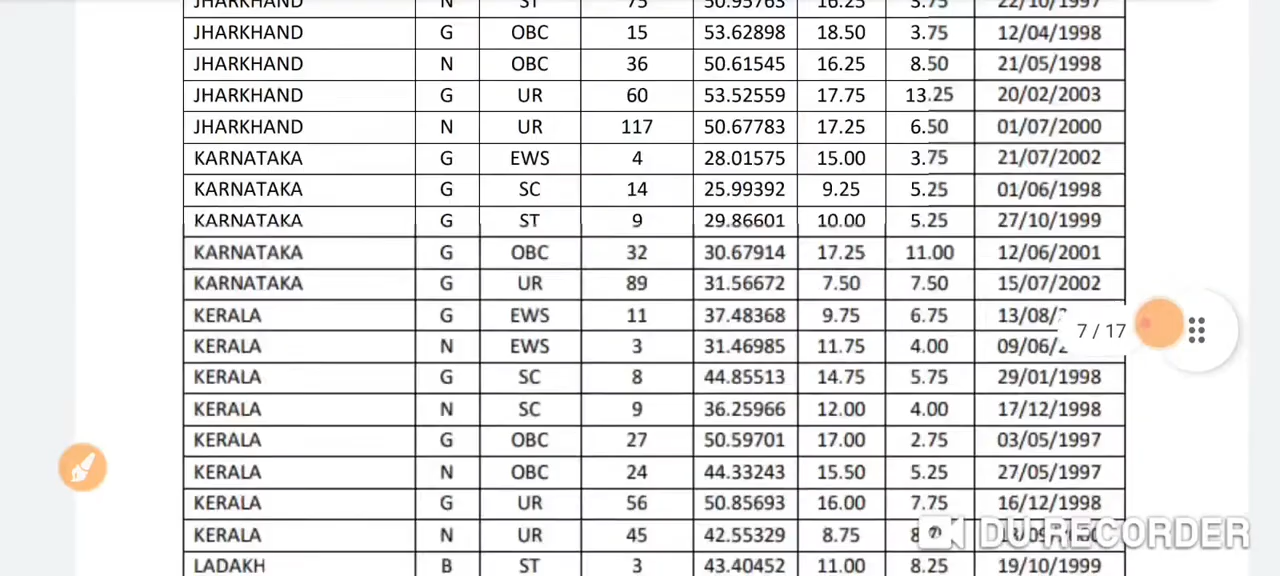 JHARKHAND N ST 75 50.95763 16.25 3.75 22/10/1997
JHARKHAND G OBC 15 53.62898 18.50 3.75 12/04/1998
JHARKHAND N OBC 36 50.61545 16.25 8.50 21/05/1998
JHARKHAND G UR 60 53.52559 17.75 13.25 20/02/2003
JHARKHAND N UR 117 50.67783 17.25 6.50 01/07/2000
KARNATAKA G EWS 4 28.01575 15.00 3.75 21/07/2002
KARNATAKA G SC 14 25.99392 9.25 5.25 01/06/1998
KARNATAKA G ST 9 29.86601 10.00 5.25 27/10/1999
KARNATAKA G OBC 32 30.67914 17.25 11.00 12/06/2001
KARNATAKA G UR 89 31.56672 7.50 7.50 15/07/2002
KERALA G EWS 11 37.48368 9.75 6.75 13/08/
7 / 17
KERALA N EWS 3 31.46985 11.75 4.00 09/06/2
KERALA G SC 8 44.85513 14.75 5.75 29/01/1998
KERALA N SC 9 36.25966 12.00 4.00 17/12/1998
KERALA G OBC 27 50.59701 17.00 2.75 03/05/1997
KERALA N OBC 24 44.33243 15.50 5.25 27/05/1997
KERALA G UR 56 50.85693 16.00 7.75 16/12/1998
KERALA N UR 45 42.55329 8.75
DU RECORDER
LADAKH B ST 3 43.40452 11.00 8.25 19/10/1999